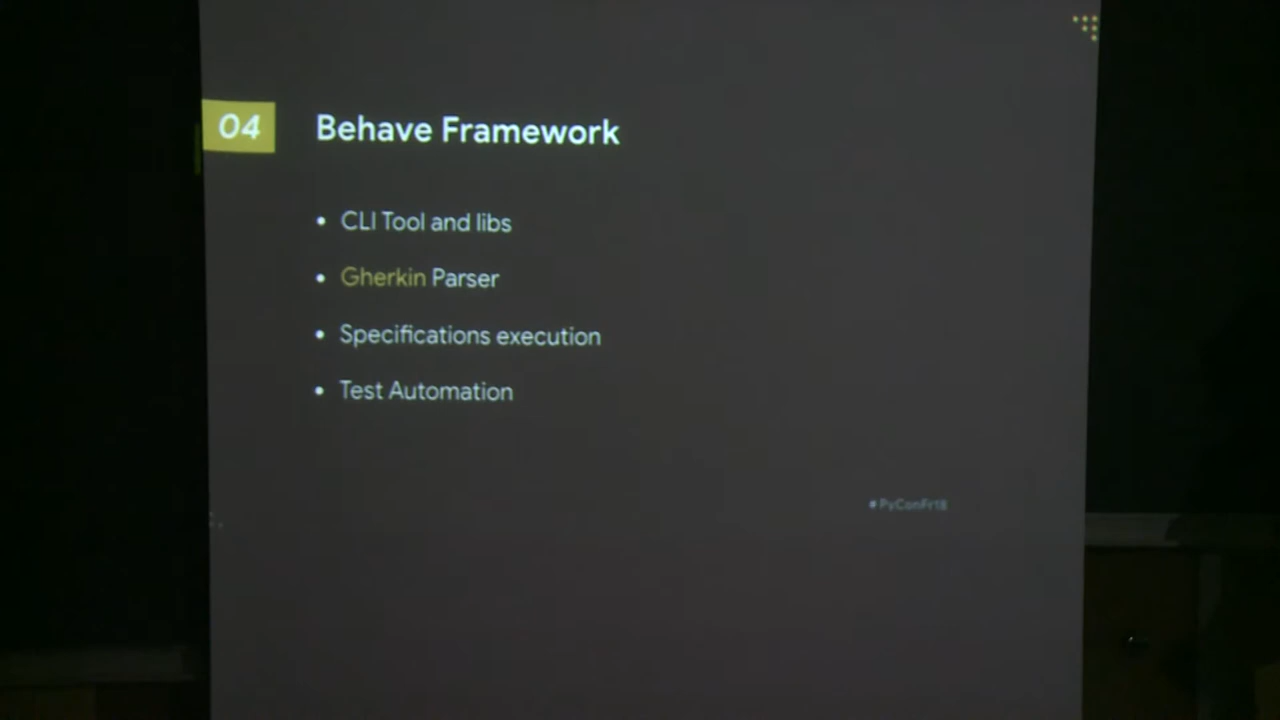 04
Behave Framework
• CLI Tool and libs
• Gherkin Parser
• Specifications execution
• Test Automation
#PyConFr18